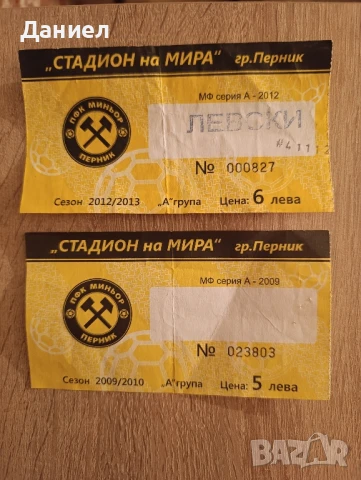 Даниел
„СТАДИОН на МИРА“ гр.Перник
МФ серия А - 2012
ПФК МИНЬОР
ПЕРНИК
ЛЕВСКИ
№ 000827
Сезон 2012/2013 „А“група Цена: 6 лева
„СТАДИОН на МИРА“ гр.Перник
МФ серия А - 2009
ПФК МИНЬОР
ПЕРНИК
№ 023803
Сезон 2009/2010 „А“група Цена: 5 лева
BAZAR